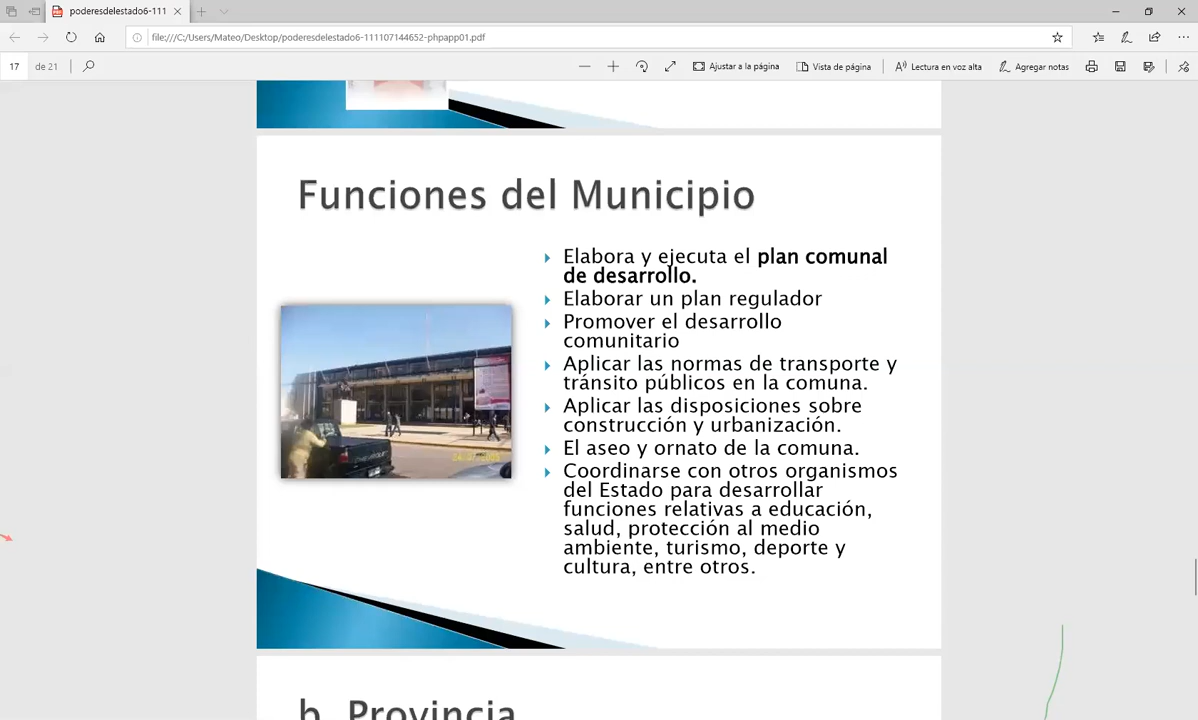 poderesdelestado6-111
file:///C:/Users/Mateo/Desktop/poderesdelestado6-111107144652-phpapp01.pdf
17 de 21
Ajustar a la página
Vista de página
Lectura en voz alta
Agregar notas
Funciones del Municipio
Elabora y ejecuta el plan comunal
de desarrollo.
Elaborar un plan regulador
Promover el desarrollo
comunitario
Aplicar las normas de transporte y
tránsito públicos en la comuna.
Aplicar las disposiciones sobre
construcción y urbanización.
El aseo y ornato de la comuna.
Coordinarse con otros organismos
del Estado para desarrollar
funciones relativas a educación,
salud, protección al medio
ambiente, turismo, deporte y
cultura, entre otros.
b. Provincia